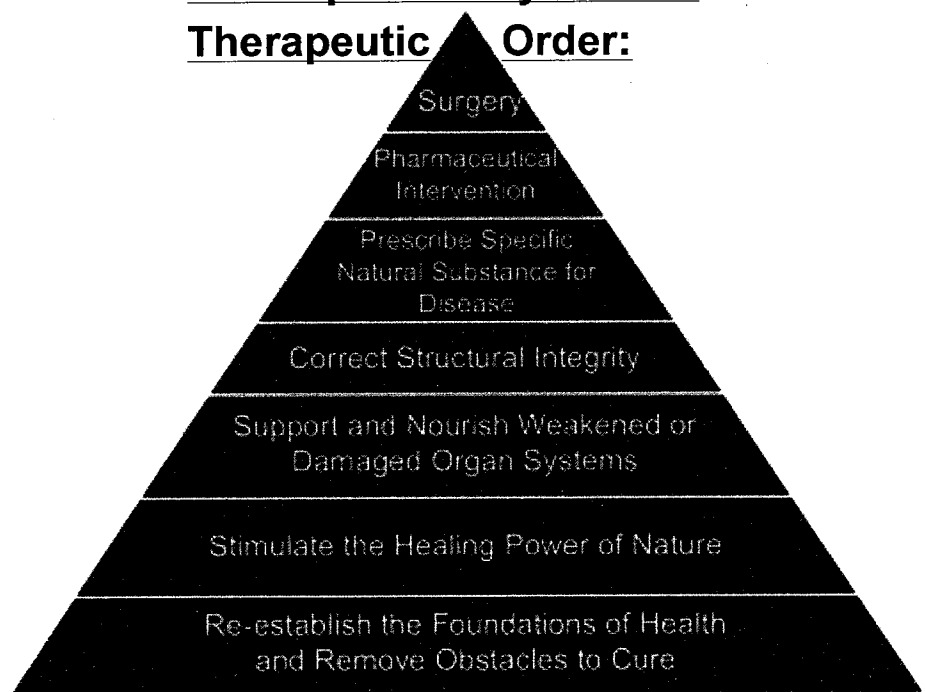 Therapeutic Order:
Surgery
Pharmaceutical
Intervention
Prescribe Specific
Natural Substance for
Disease
Correct Structural Integrity
Support and Nourish Weakened or
Damaged Organ Systems
Stimulate the Healing Power of Nature
Re-establish the Foundations of Health
and Remove Obstacles to Cure